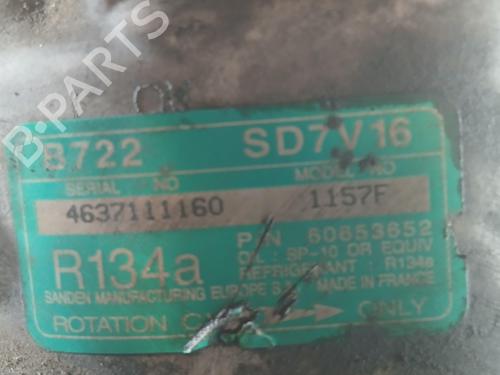 B-PARTS
B722 SD7V16
SERIAL NO MODEL NO
4637111160 1157F
P/N 60653652
OIL : SP-10 OR EQUIV
R134a REFRIGERANT : R134a
SANDEN MANUFACTURING EUROPE S.A. MADE IN FRANCE
ROTATION ONLY